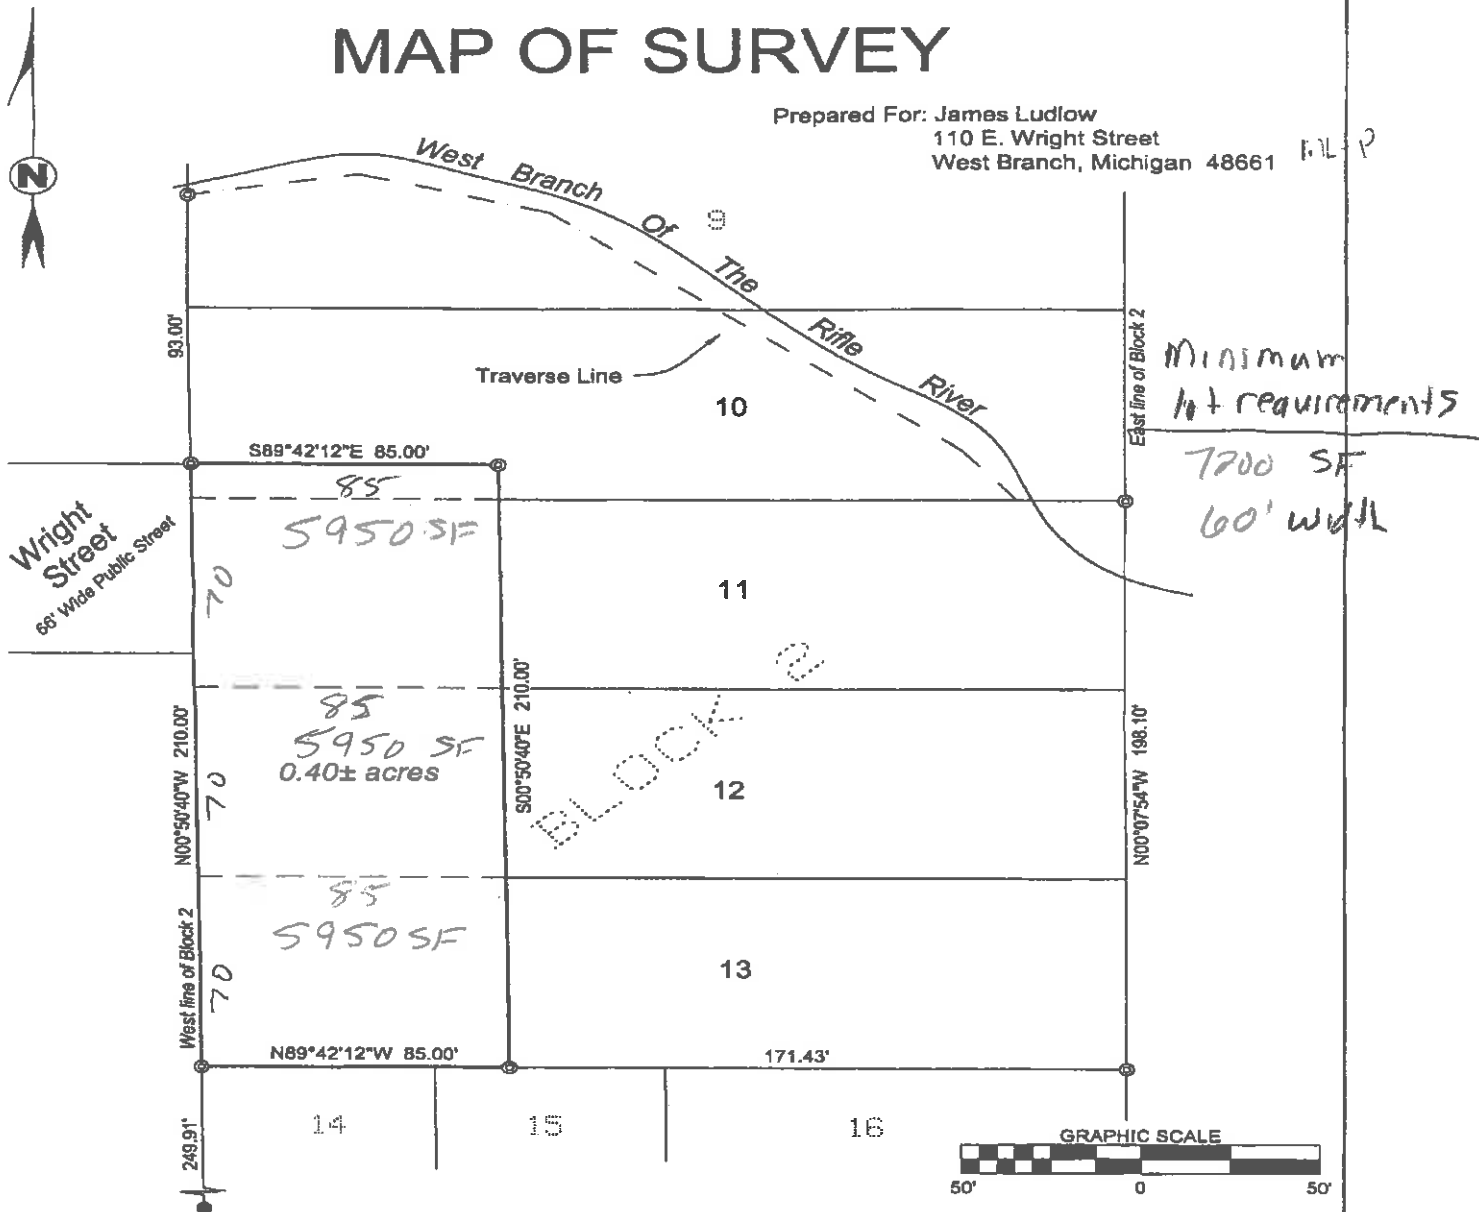 MAP OF SURVEY
Prepared For: James Ludlow
110 E. Wright Street
West Branch, Michigan 48661
N
West Branch Of The Rifle River
9
93.00'
Traverse Line
10
East line of Block 2
Minimum
lot requirements
7200 SF
60' width
S89°42'12"E 85.00'
85
5950 SF
Wright
Street
66' Wide Public Street
70
11
S00°50'40"E 210.00'
BLOCK 2
85
5950 SF
0.40± acres
N00°50'40"W 210.00'
70
12
N00°07'54"W 198.10'
85
5950 SF
West line of Block 2
70
13
N89°42'12"W 85.00'
171.43'
249.91'
14
15
16
GRAPHIC SCALE
50' 0 50'